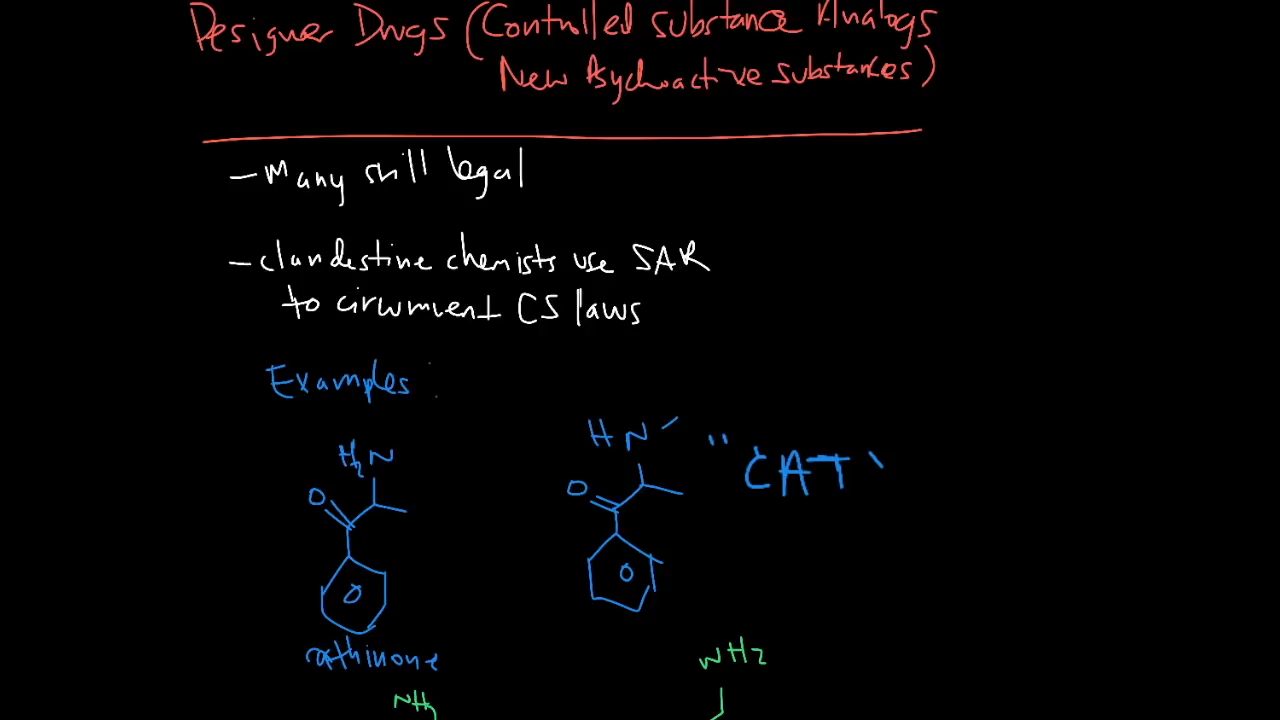 Designer Drugs (Controlled substance Analogs
New Psychoactive substances)
- Many still legal
- clandestine chemists use SAR
to circumvent CS laws
Examples :
H2N
HN
"CAT'
O
O
O
O
cathinone
NH2
NH2